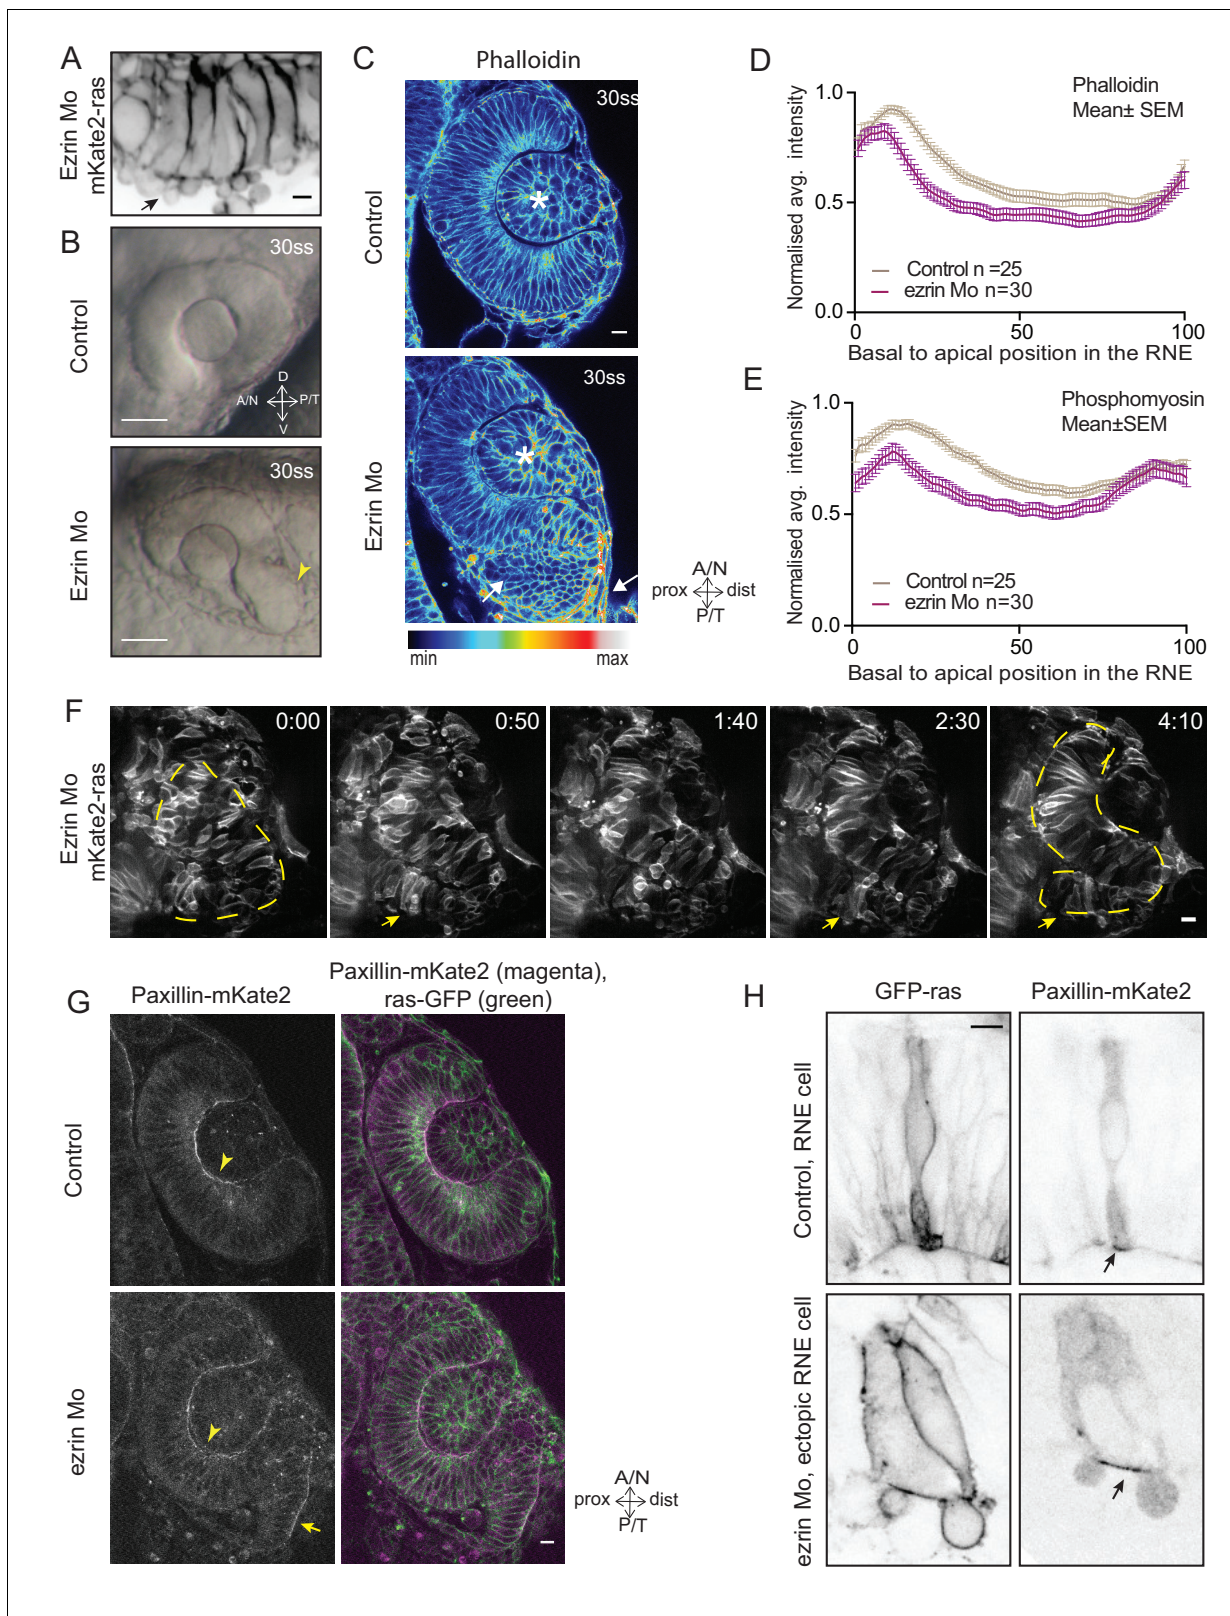 A
Ezrin Mo
mKate2-ras
B
Control
30ss
D
A/N
P/T
V
Ezrin Mo
30ss
C
Phalloidin
Control
30ss
*
Ezrin Mo
30ss
*
min
max
A/N
prox
dist
P/T
D
Phalloidin
Mean± SEM
Normalised avg. intensity
1.0
0.5
0.0
Control n =25
ezrin Mo n=30
0
50
100
Basal to apical position in the RNE
E
Phosphomyosin
Mean±SEM
Normalised avg. intensity
1.0
0.5
0.0
Control n=25
ezrin Mo n=30
0
50
100
Basal to apical position in the RNE
F
Ezrin Mo
mKate2-ras
0:00
0:50
1:40
2:30
4:10
G
Paxillin-mKate2
Paxillin-mKate2 (magenta),
ras-GFP (green)
Control
ezrin Mo
A/N
prox
dist
P/T
H
GFP-ras
Paxillin-mKate2
Control, RNE cell
ezrin Mo, ectopic RNE cell